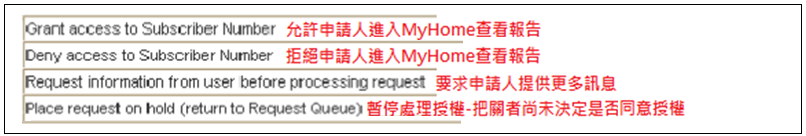 Grant access to Subscriber Number 允許申請人進入MyHome查看報告
Deny access to Subscriber Number 拒絕申請人進入MyHome查看報告
Request information from user before processing request 要求申請人提供更多訊息
Place request on hold (return to Request Queue) 暫停處理授權-把關者尚未決定是否同意授權